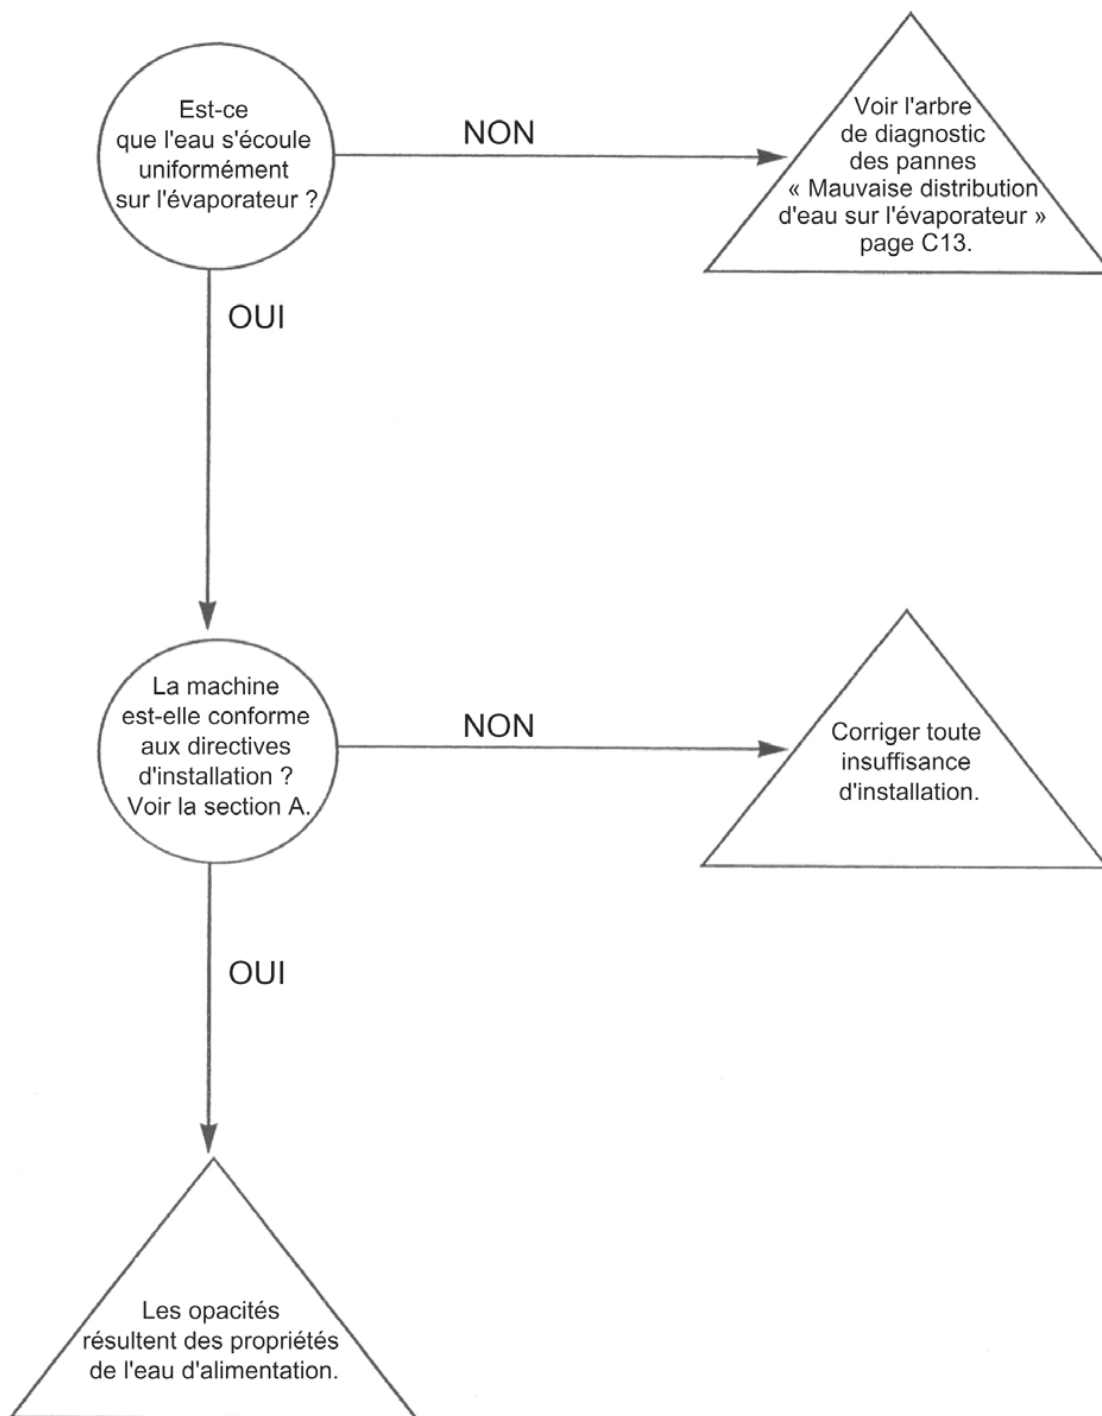 Est-ce
que l'eau s'écoule
uniformément
sur l'évaporateur ?
NON
Voir l'arbre
de diagnostic
des pannes
« Mauvaise distribution
d'eau sur l'évaporateur »
page C13.
OUI
La machine
est-elle conforme
aux directives
d'installation ?
Voir la section A.
NON
Corriger toute
insuffisance
d'installation.
OUI
Les opacités
résultent des propriétés
de l'eau d'alimentation.